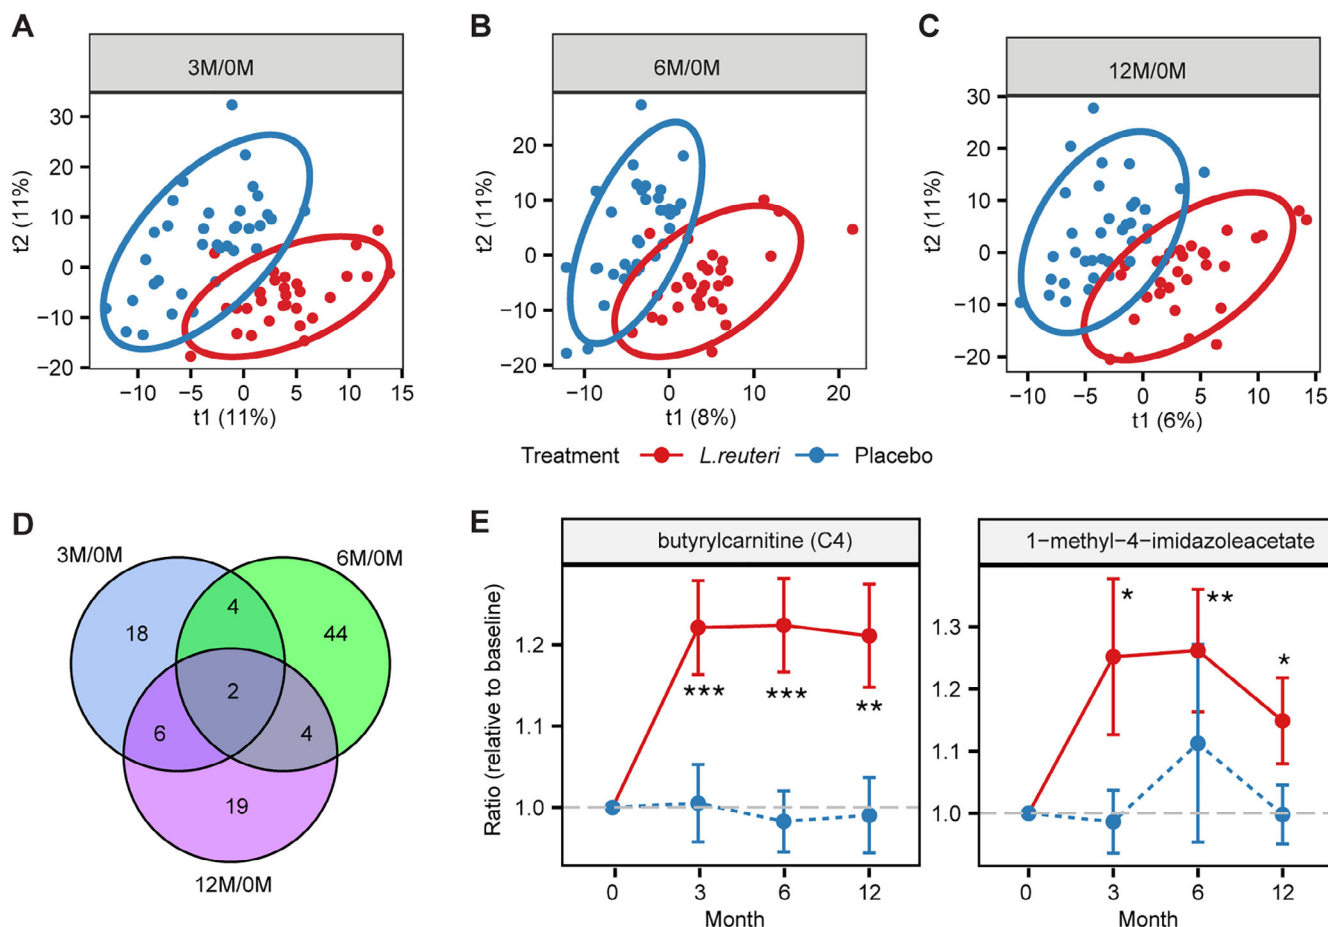 A
3M/0M
t2 (11%)
30
20
10
0
−10
−20
−10
−5
0
5
10
15
t1 (11%)
B
6M/0M
t2 (11%)
20
10
0
−10
−20
−10
0
10
20
t1 (8%)
C
12M/0M
t2 (11%)
30
20
10
0
−10
−20
−10
−5
0
5
10
15
t1 (6%)
Treatment L.reuteri Placebo
D
3M/0M
6M/0M
4
18
44
2
6
4
19
12M/0M
E
Ratio (relative to baseline)
butyrylcarnitine (C4)
1.2
1.1
1.0
***
***
**
0
3
6
12
Month
1−methyl−4−imidazoleacetate
1.3
1.2
1.1
1.0
*
**
*
0
3
6
12
Month